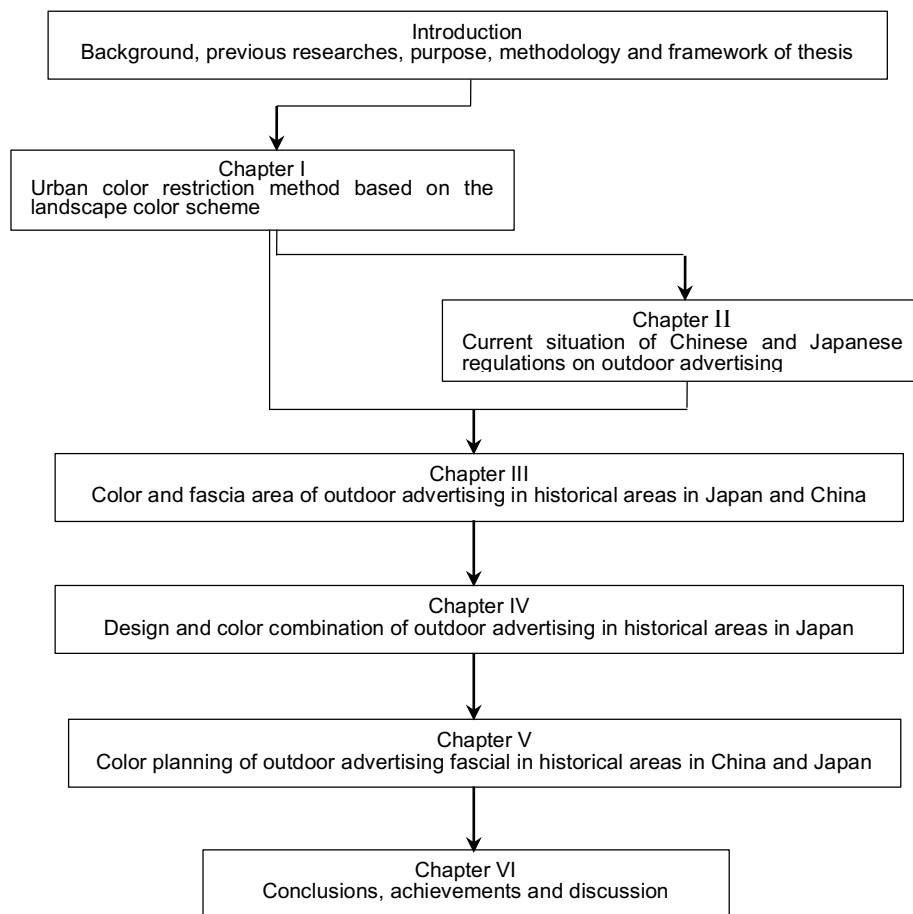 Introduction
Background, previous researches, purpose, methodology and framework of thesis
Chapter I
Urban color restriction method based on the
landscape color scheme
Chapter II
Current situation of Chinese and Japanese
regulations on outdoor advertising
Chapter III
Color and fascia area of outdoor advertising in historical areas in Japan and China
Chapter IV
Design and color combination of outdoor advertising in historical areas in Japan
Chapter V
Color planning of outdoor advertising fascial in historical areas in China and Japan
Chapter VI
Conclusions, achievements and discussion